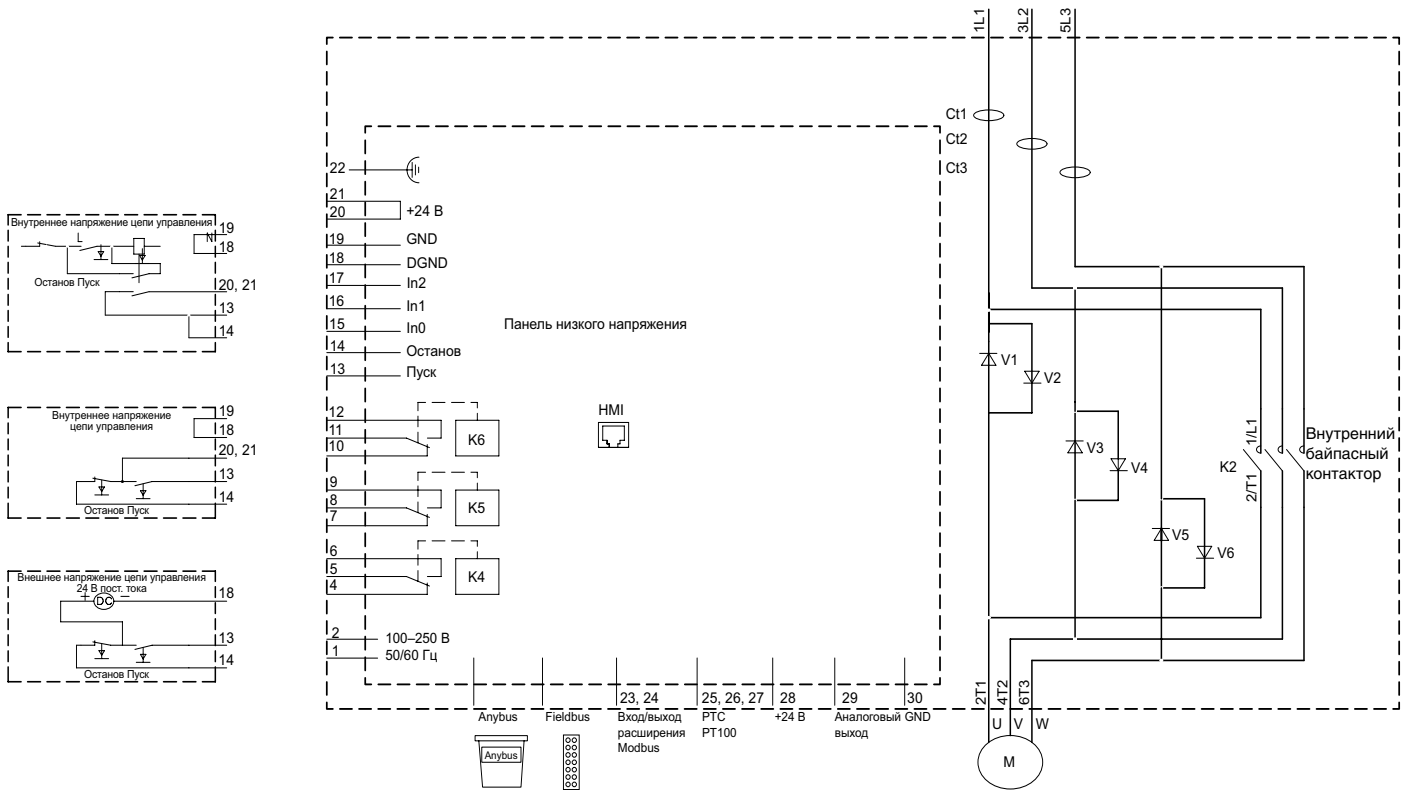 1L1
3L2
5L3
Ct1
Ct2
Ct3
22
21
20
+24 В
19
GND
18
DGND
17
In2
16
In1
15
In0
14
Останов
13
Пуск
Панель низкого напряжения
HMI
12
11
10
K6
9
8
7
K5
6
5
4
K4
2
100–250 В
1
50/60 Гц
Внутреннее напряжение цепи управления
L
N
Останов Пуск
19
18
20, 21
13
14
Внутреннее напряжение
цепи управления
Останов Пуск
19
18
20, 21
13
14
Внешнее напряжение цепи управления
24 В пост. тока
+
DC
–
Останов Пуск
18
13
14
V1
V2
V3
V4
V5
V6
K2
1/L1
2/T1
Внутренний
байпасный
контактор
23, 24
25, 26, 27
28
29
30
Anybus
Fieldbus
Вход/выход
расширения
Modbus
PTC
PT100
+24 В
Аналоговый
выход
GND
Anybus
2T1
4T2
6T3
U
V
W
M